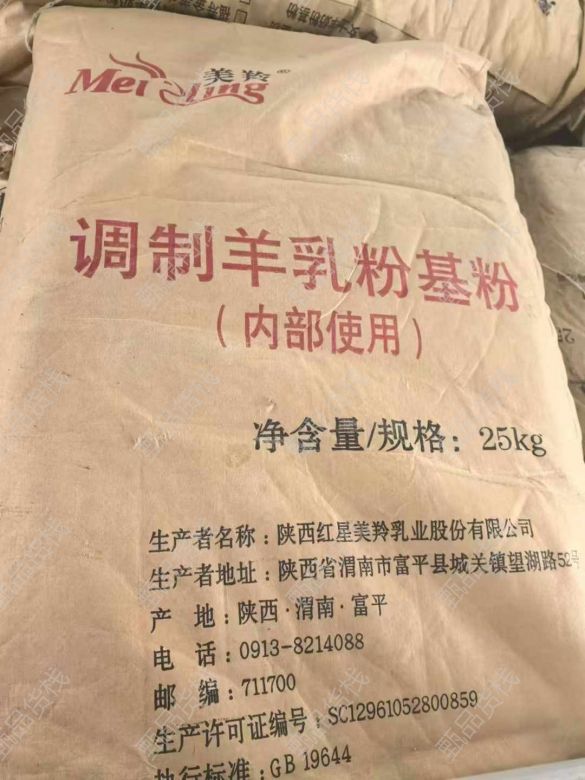 美羚®
Mei Ling
调制羊乳粉基粉
(内部使用)
净含量/规格：25kg
生产者名称：陕西红星美羚乳业股份有限公司
生产者地址：陕西省渭南市富平县城关镇望湖路52号
产 地：陕西·渭南·富平
电 话：0913-8214088
邮 编：711700
生产许可证编号：SC12961052800859
执行标准：GB 19644
甄品货栈